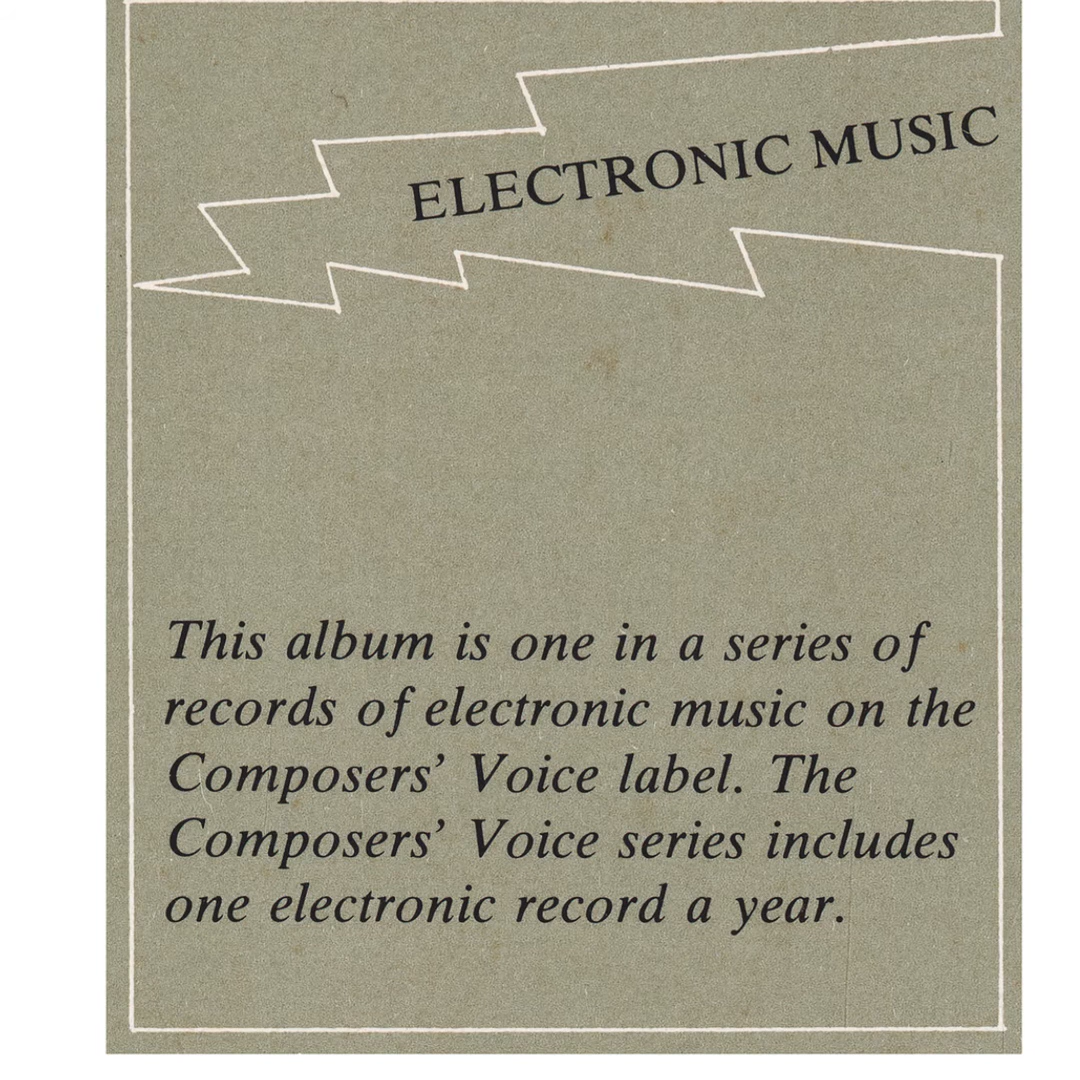 ELECTRONIC MUSIC
This album is one in a series of
records of electronic music on the
Composers’ Voice label. The
Composers’ Voice series includes
one electronic record a year.